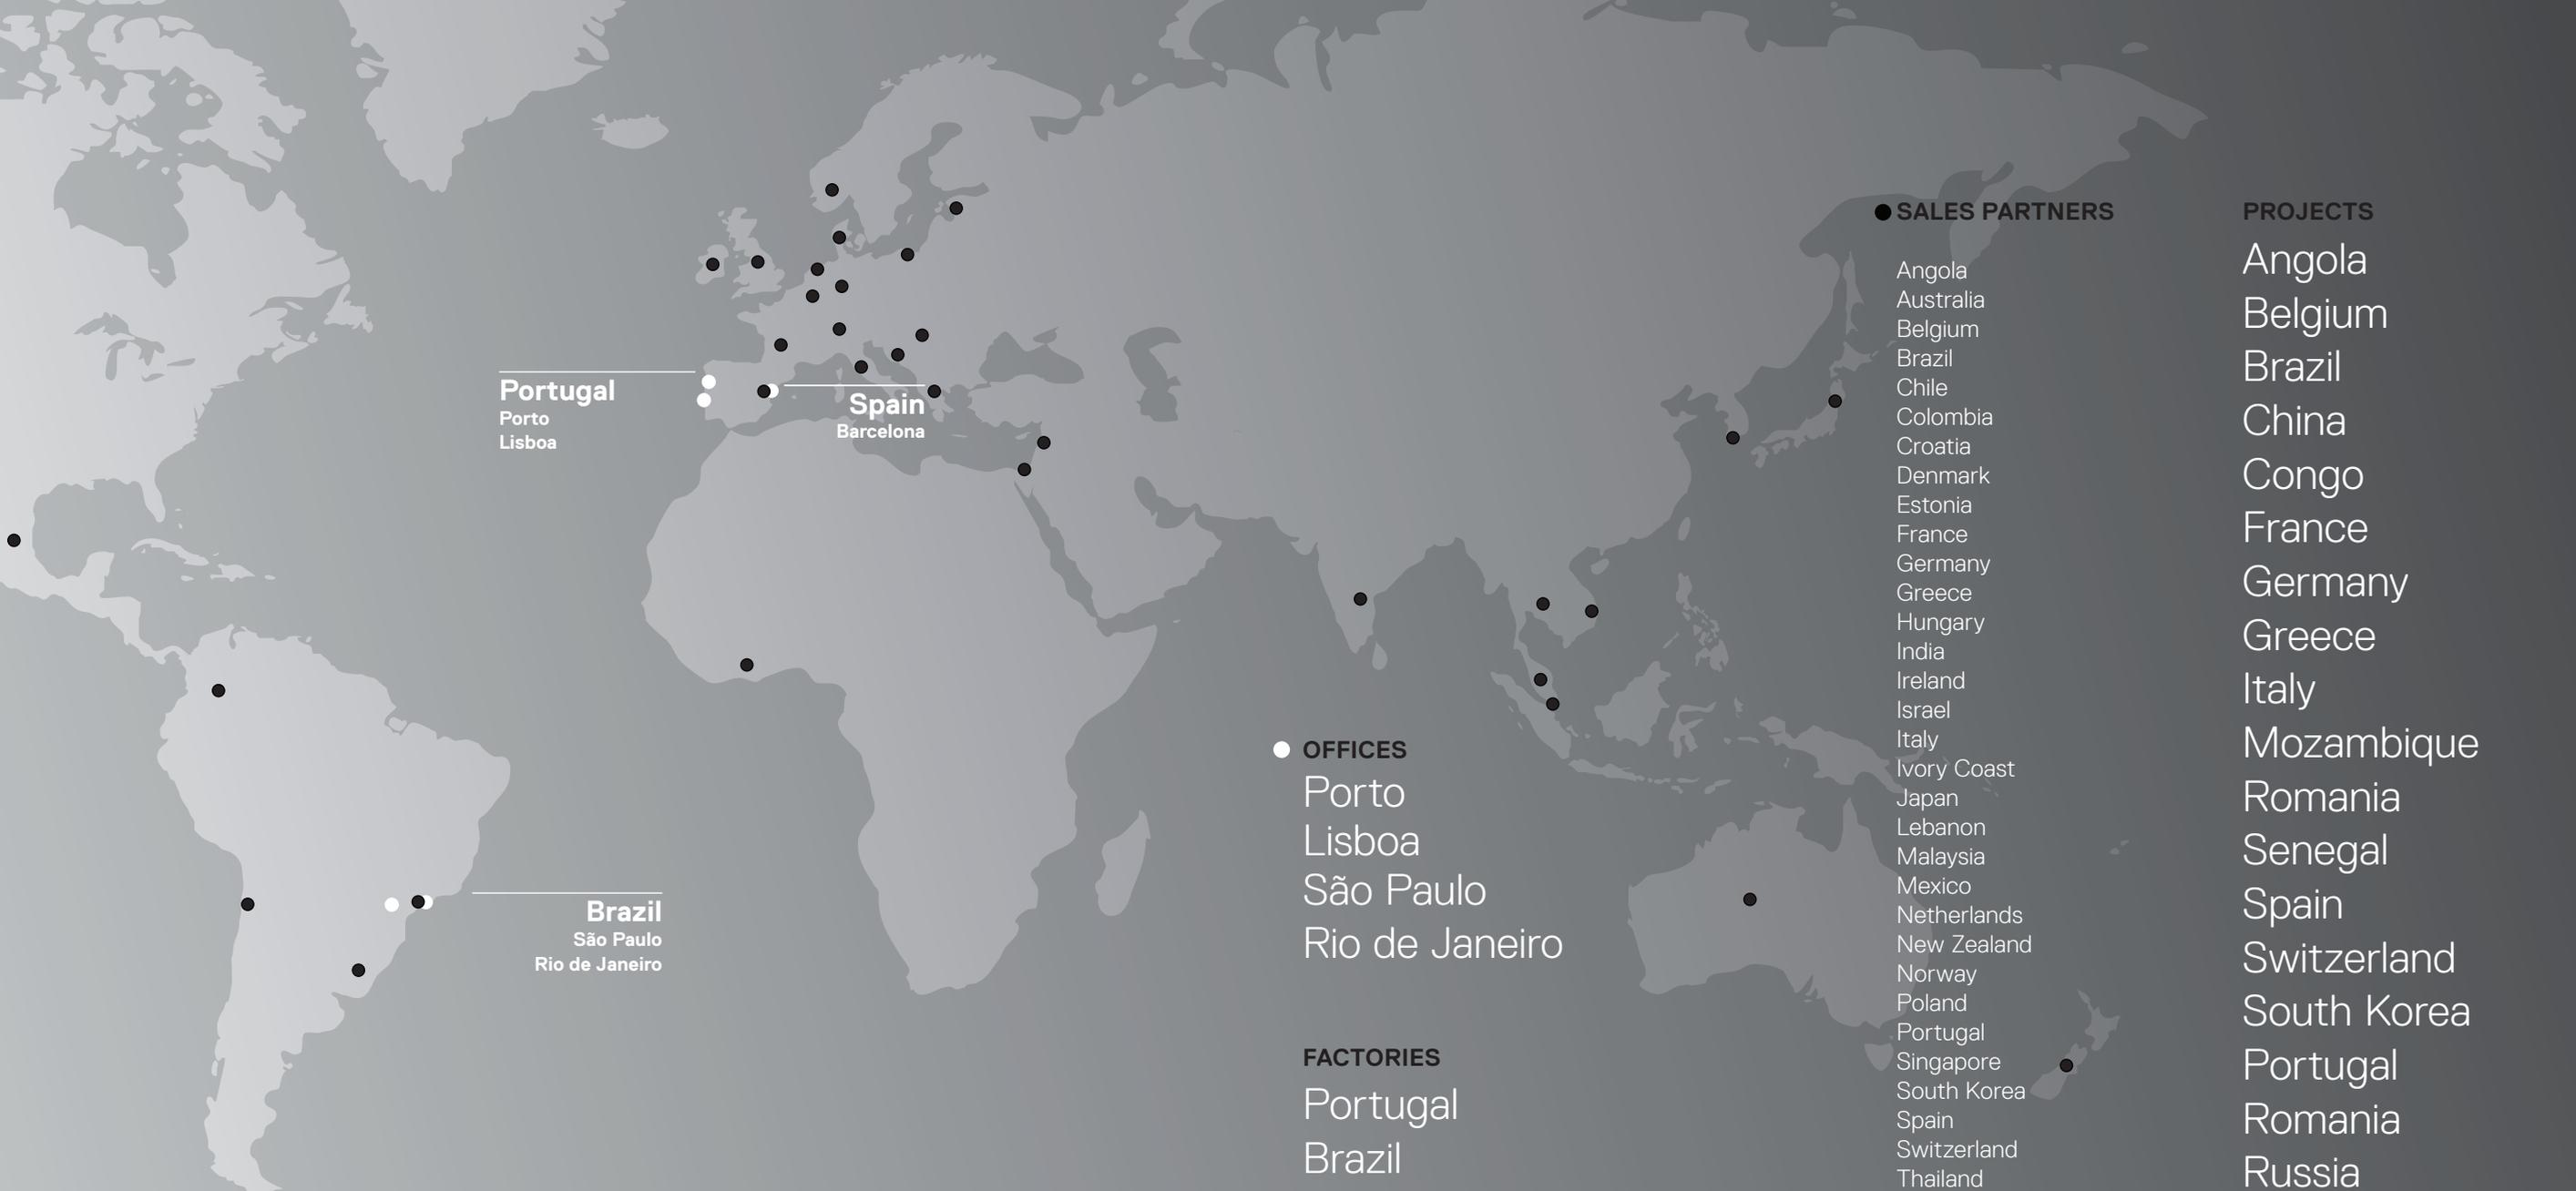 Portugal
Porto
Lisboa
Spain
Barcelona
Brazil
São Paulo
Rio de Janeiro
OFFICES
Porto
Lisboa
São Paulo
Rio de Janeiro
FACTORIES
Portugal
Brazil
SALES PARTNERS
Angola
Australia
Belgium
Brazil
Chile
Colombia
Croatia
Denmark
Estonia
France
Germany
Greece
Hungary
India
Ireland
Israel
Italy
Ivory Coast
Japan
Lebanon
Malaysia
Mexico
Netherlands
New Zealand
Norway
Poland
Portugal
Singapore
South Korea
Spain
Switzerland
Thailand
PROJECTS
Angola
Belgium
Brazil
China
Congo
France
Germany
Greece
Italy
Mozambique
Romania
Senegal
Spain
Switzerland
South Korea
Portugal
Romania
Russia